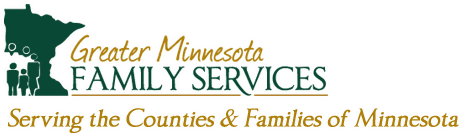 Greater Minnesota
FAMILY SERVICES
Serving the Counties & Families of Minnesota